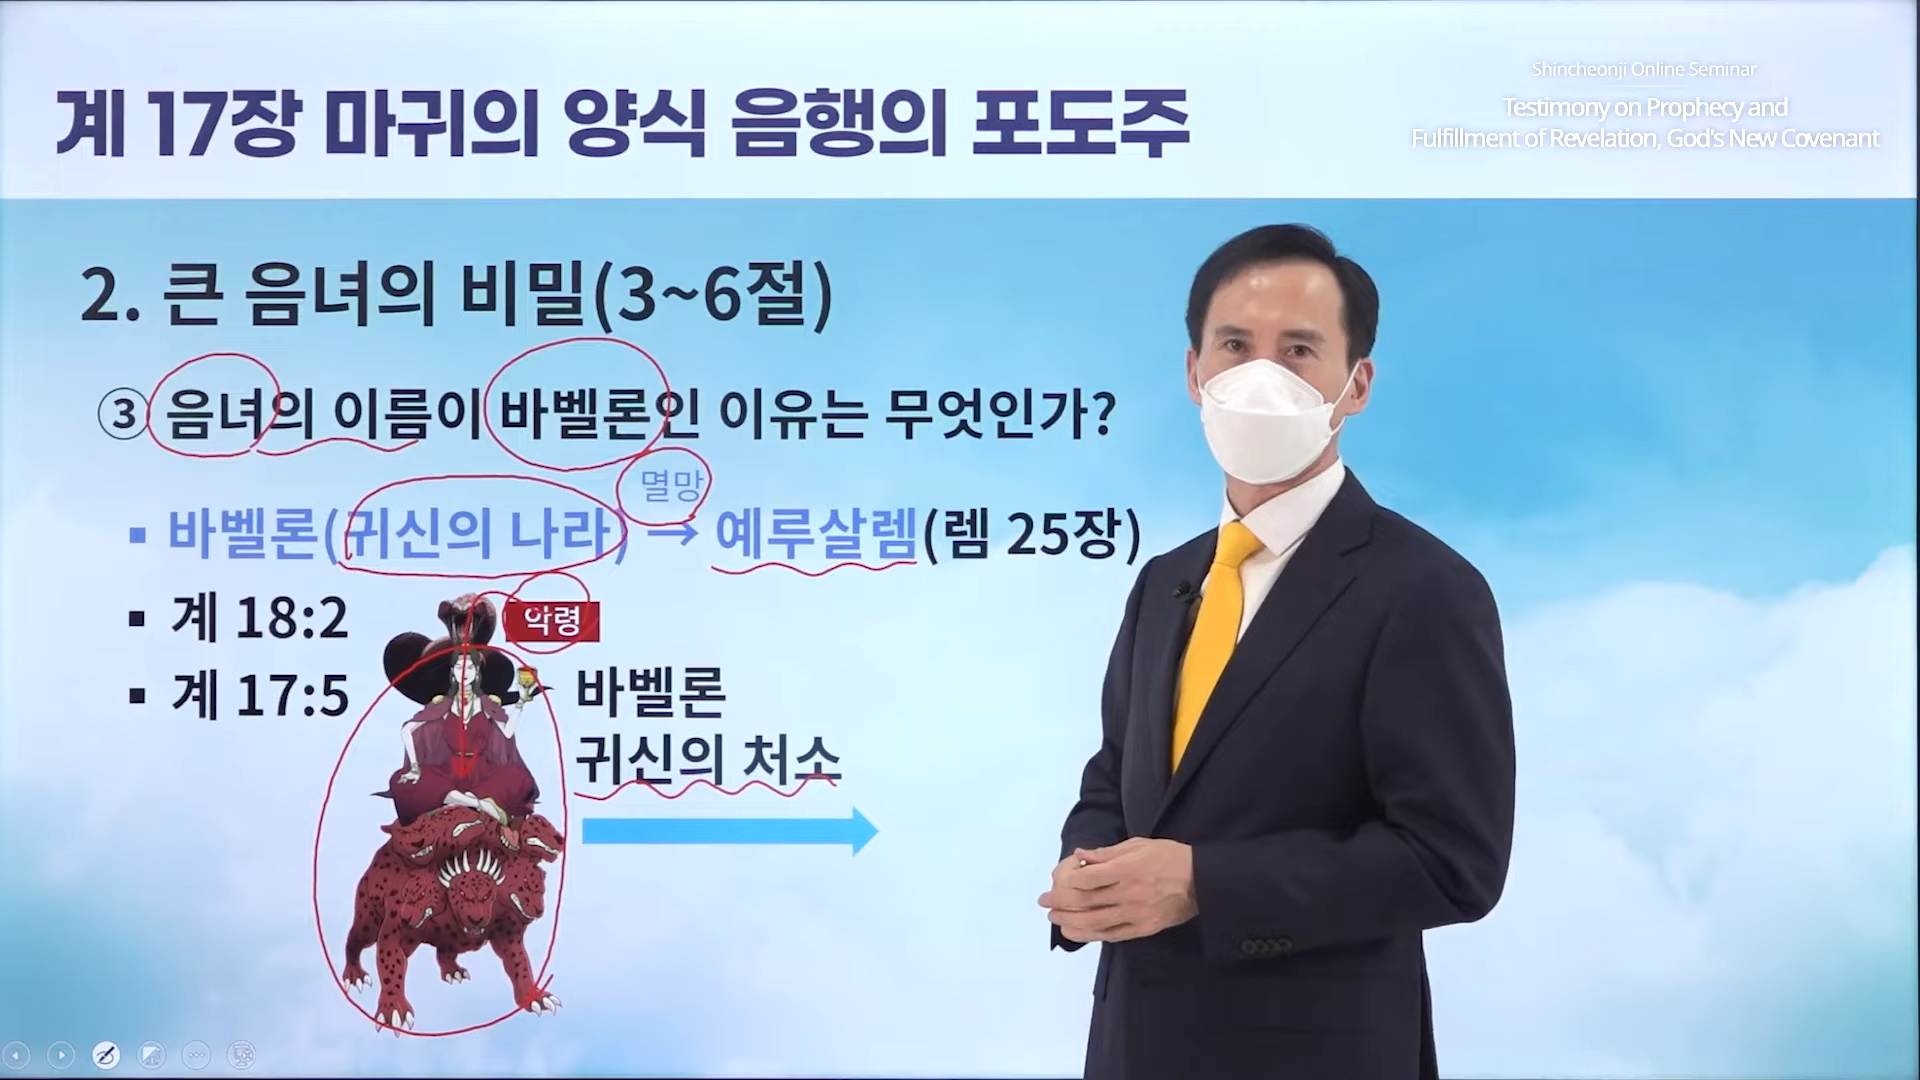 계 17장 마귀의 양식 음행의 포도주
Shincheonji Online Seminar
Testimony on Prophecy and
Fulfillment of Revelation, God's New Covenant
2. 큰 음녀의 비밀(3~6절)
③ 음녀의 이름이 바벨론인 이유는 무엇인가?
멸망
▪ 바벨론(귀신의 나라) → 예루살렘(렘 25장)
▪ 계 18:2
악령
▪ 계 17:5
바벨론
귀신의 처소